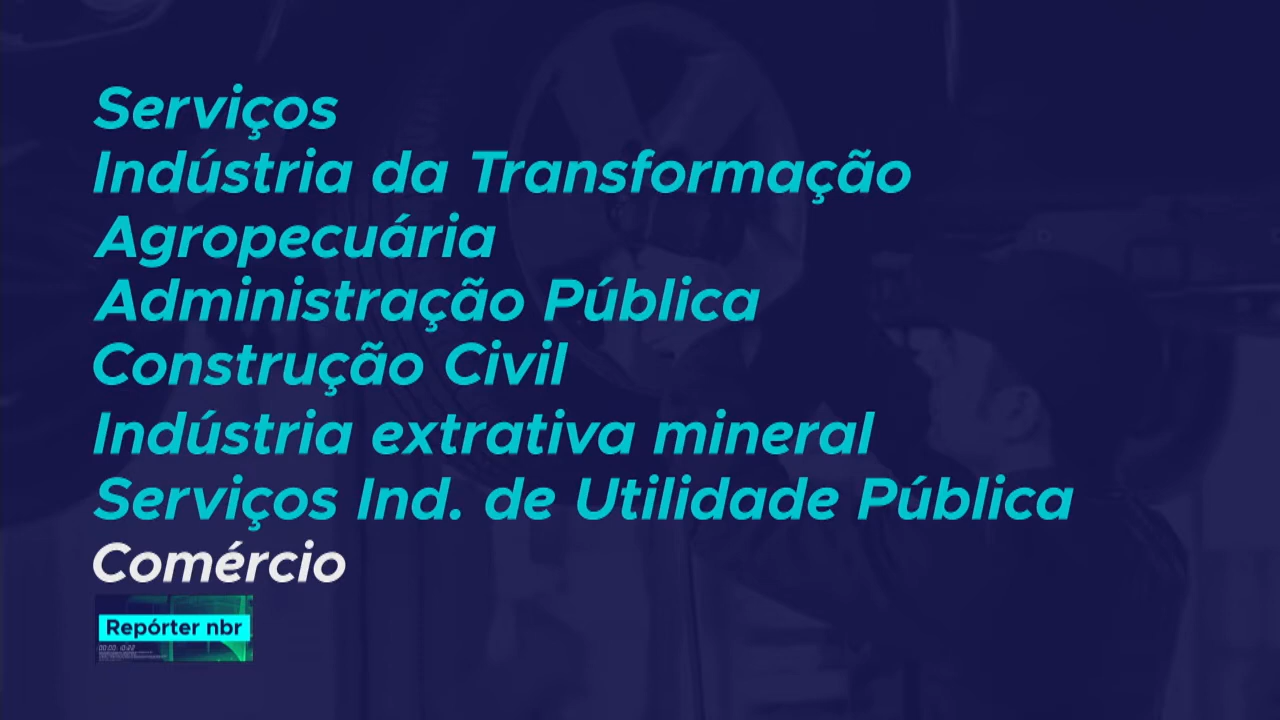 Serviços
Indústria da Transformação
Agropecuária
Administração Pública
Construção Civil
Indústria extrativa mineral
Serviços Ind. de Utilidade Pública
Comércio
Repórter nbr